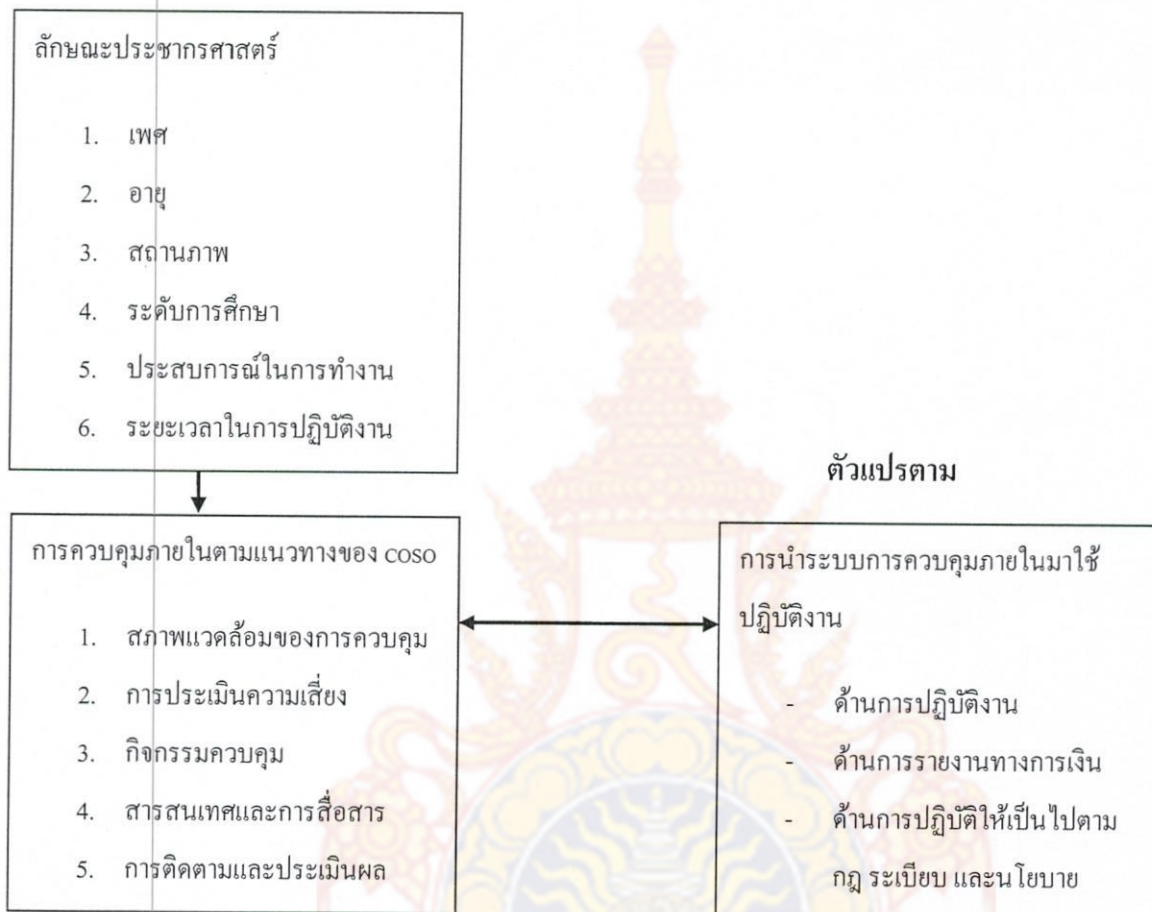 ลักษณะประชากรศาสตร์
1. เพศ
2. อายุ
3. สถานภาพ
4. ระดับการศึกษา
5. ประสบการณ์ในการทำงาน
6. ระยะเวลาในการปฏิบัติงาน
การควบคุมภายในตามแนวทางของ coso
1. สภาพแวดล้อมของการควบคุม
2. การประเมินความเสี่ยง
3. กิจกรรมควบคุม
4. สารสนเทศและการสื่อสาร
5. การติดตามและประเมินผล
ตัวแปรตาม
การนำระบบการควบคุมภายในมาใช้
ปฏิบัติงาน
- ด้านการปฏิบัติงาน
- ด้านการรายงานทางการเงิน
- ด้านการปฏิบัติให้เป็นไปตาม
กฎ ระเบียบ และนโยบาย